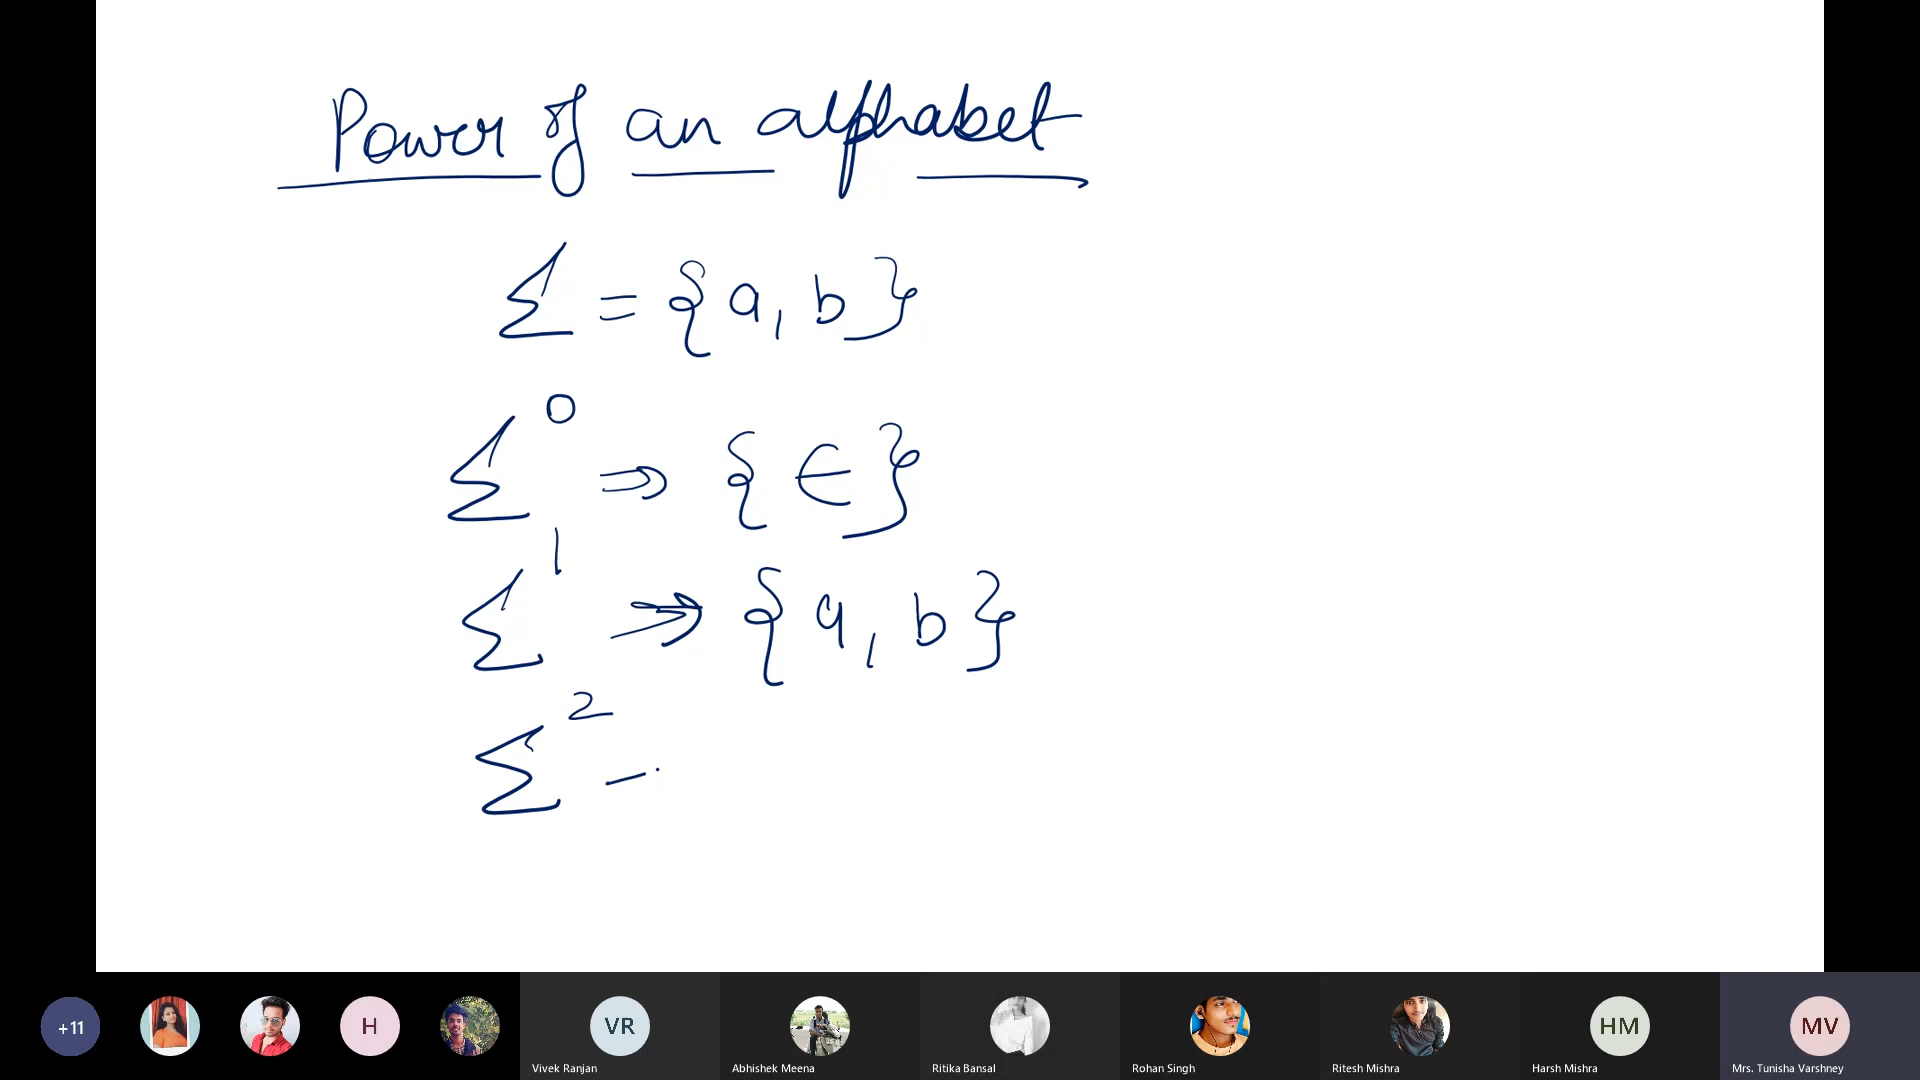 Power of an alphabet
Σ = {a, b}
Σ⁰ ⇒ {∈}
Σ¹ ⇒ {a, b}
Σ² –
+11
H
VR
HM
MV
Vivek Ranjan
Abhishek Meena
Ritika Bansal
Rohan Singh
Ritesh Mishra
Harsh Mishra
Mrs. Tunisha Varshney